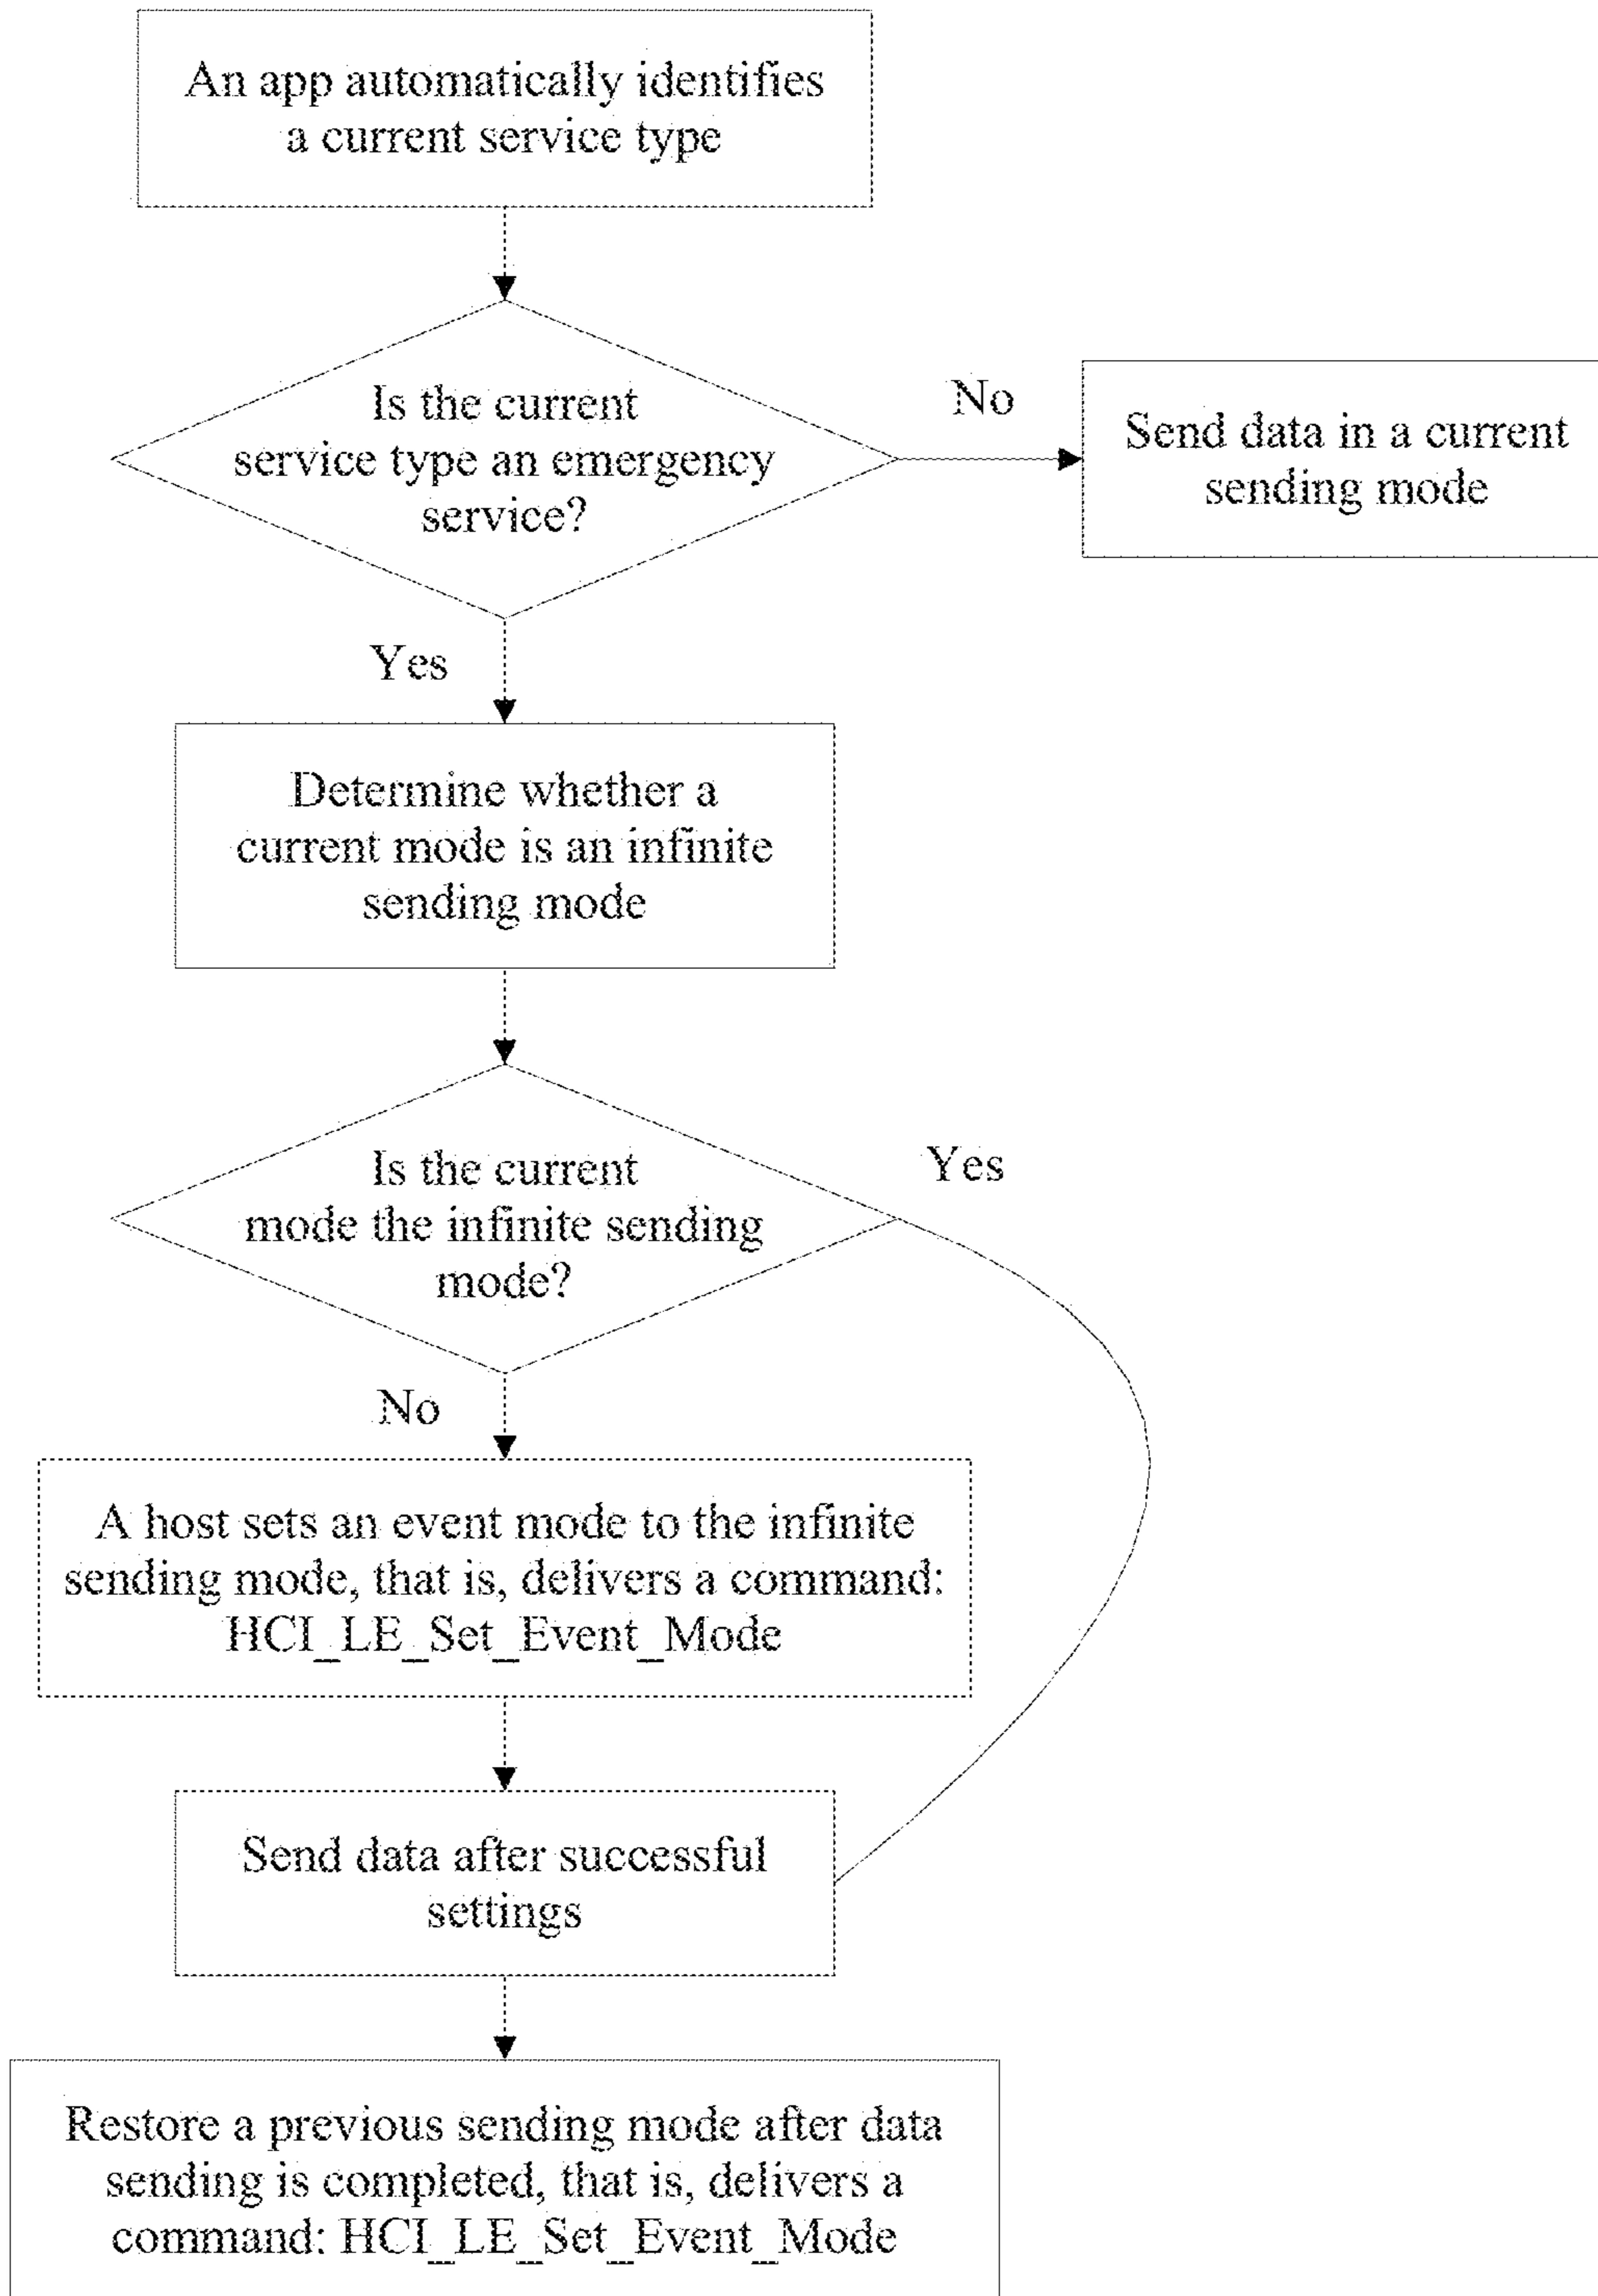 An app automatically identifies
a current service type
Is the current
service type an emergency
service?
No
Send data in a current
sending mode
Yes
Determine whether a
current mode is an infinite
sending mode
Is the current
mode the infinite sending
mode?
Yes
No
A host sets an event mode to the infinite
sending mode, that is, delivers a command:
HCI_LE_Set_Event_Mode
Send data after successful
settings
Restore a previous sending mode after data
sending is completed, that is, delivers a
command: HCI_LE_Set_Event_Mode